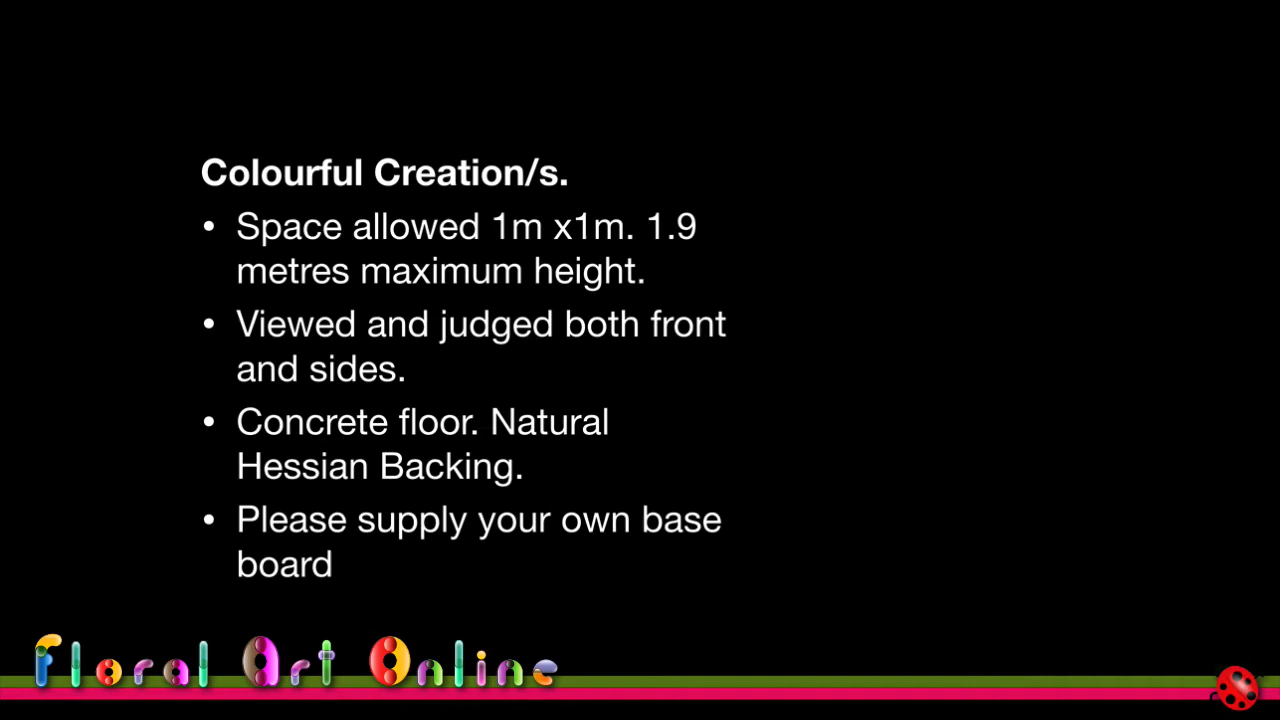 Colourful Creation/s.
• Space allowed 1m x1m. 1.9
metres maximum height.
• Viewed and judged both front
and sides.
• Concrete floor. Natural
Hessian Backing.
• Please supply your own base
board
Floral Art Online